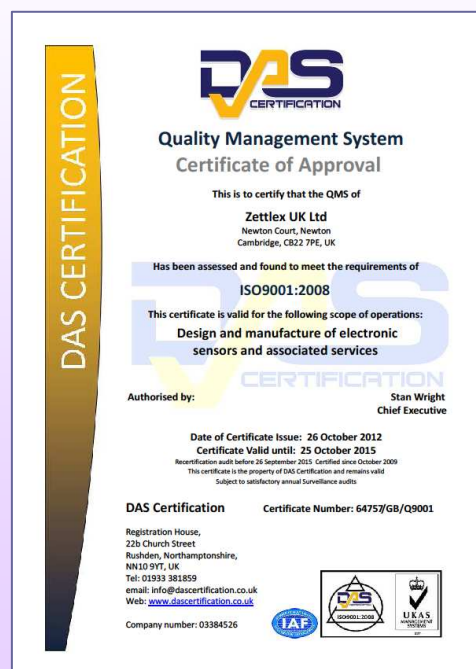 DAS CERTIFICATION
DAS
CERTIFICATION
Quality Management System
Certificate of Approval
This is to certify that the QMS of
Zettlex UK Ltd
Newton Court, Newton
Cambridge, CB22 7PE, UK
Has been assessed and found to meet the requirements of
ISO9001:2008
This certificate is valid for the following scope of operations:
Design and manufacture of electronic
sensors and associated services
DAS
CERTIFICATION
Authorised by:
Stan Wright
Chief Executive
Date of Certificate Issue: 26 October 2012
Certificate Valid until: 25 October 2015
Recertification audit before 26 September 2015 Certified since October 2009
This certificate is the property of DAS Certification and remains valid
Subject to satisfactory annual Surveillance audits
DAS Certification Certificate Number: 64757/GB/Q9001
Registration House,
22b Church Street
Rushden, Northamptonshire,
NN10 9YT, UK
Tel: 01933 381859
email: info@dascertification.co.uk
Web: www.dascertification.co.uk
Company number: 03384526
IAF
DAS
ISO9001:2008
UKAS
MANAGEMENT
SYSTEMS